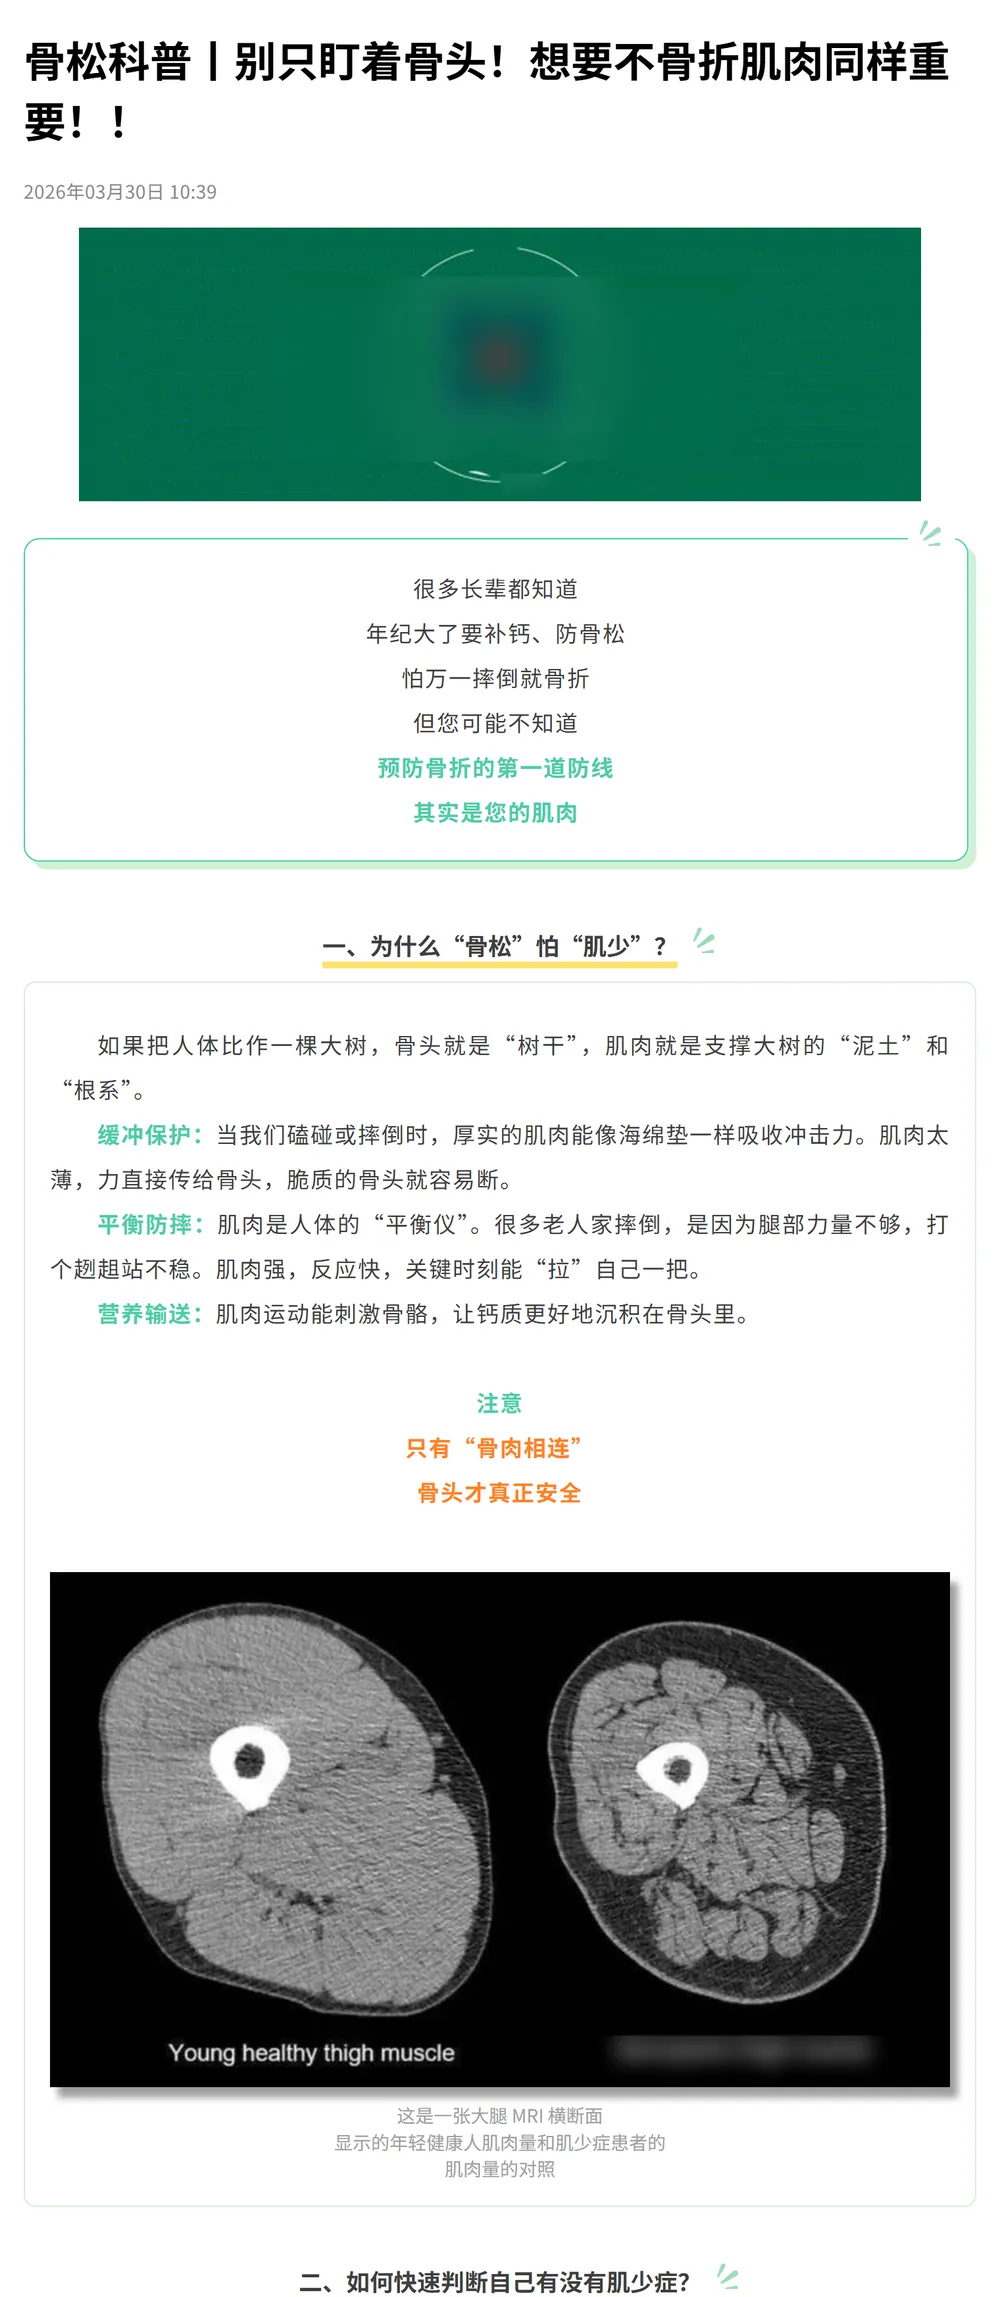 骨松科普丨别只盯着骨头！想要不骨折肌肉同样重
要！！
2026年03月30日 10:39
很多长辈都知道
年纪大了要补钙、防骨松
怕万一摔倒就骨折
但您可能不知道
预防骨折的第一道防线
其实是您的肌肉
一、为什么“骨松”怕“肌少”？
如果把人体比作一棵大树，骨头就是“树干”，肌肉就是支撑大树的“泥土”和
“根系”。
缓冲保护：当我们磕碰或摔倒时，厚实的肌肉能像海绵垫一样吸收冲击力。肌肉太
薄，力直接传给骨头，脆质的骨头就容易断。
平衡防摔：肌肉是人体的“平衡仪”。很多老人家摔倒，是因为腿部力量不够，打
个趔趄站不稳。肌肉强，反应快，关键时刻能“拉”自己一把。
营养输送：肌肉运动能刺激骨骼，让钙质更好地沉积在骨头里。
注意
只有“骨肉相连”
骨头才真正安全
Young healthy thigh muscle
这是一张大腿 MRI 横断面
显示的年轻健康人肌肉量和肌少症患者的
肌肉量的对照
二、如何快速判断自己有没有肌少症？